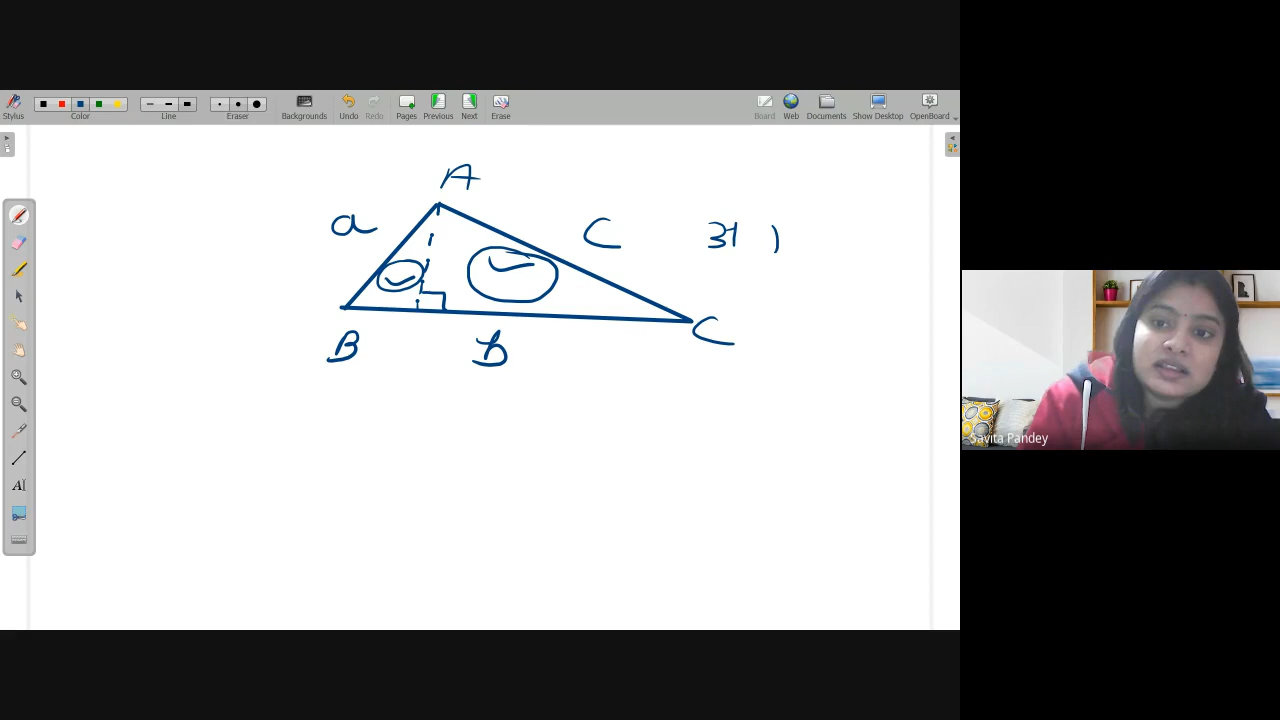 Stylus
Color
Line
Eraser
Backgrounds
Undo
Redo
Pages
Previous
Next
Erase
Board
Web
Documents
Show Desktop
OpenBoard
A
a
C
B
b
C
Savita Pandey